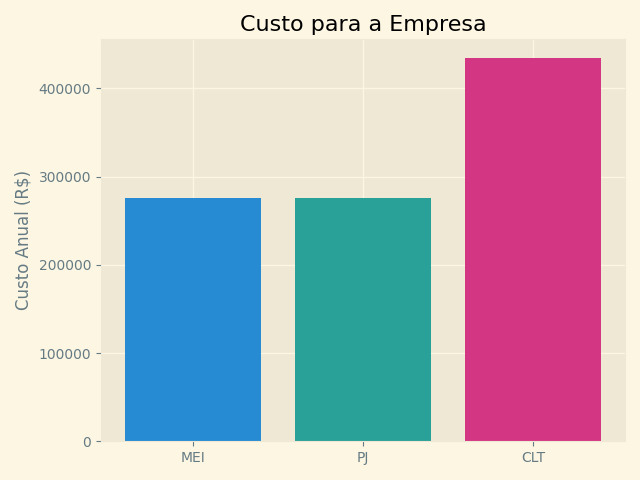 Custo para a Empresa
Custo Anual (R$)
400000
300000
200000
100000
0
MEI
PJ
CLT